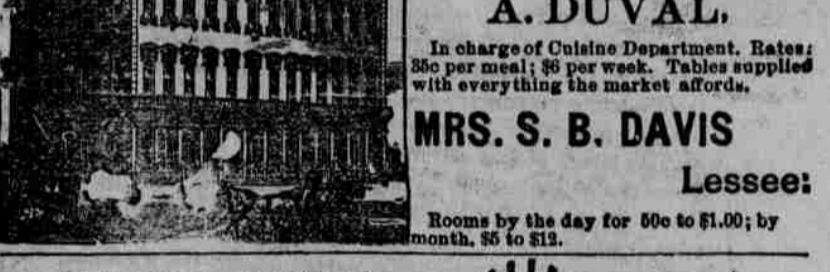 A. DUVAL,
In charge of Cuisine Department. Rates:
35c per meal; $6 per week. Tables supplied
with everything the market affords.
MRS. S. B. DAVIS
Lessee:
Rooms by the day for 50c to $1.00; by
month, $5 to $12.